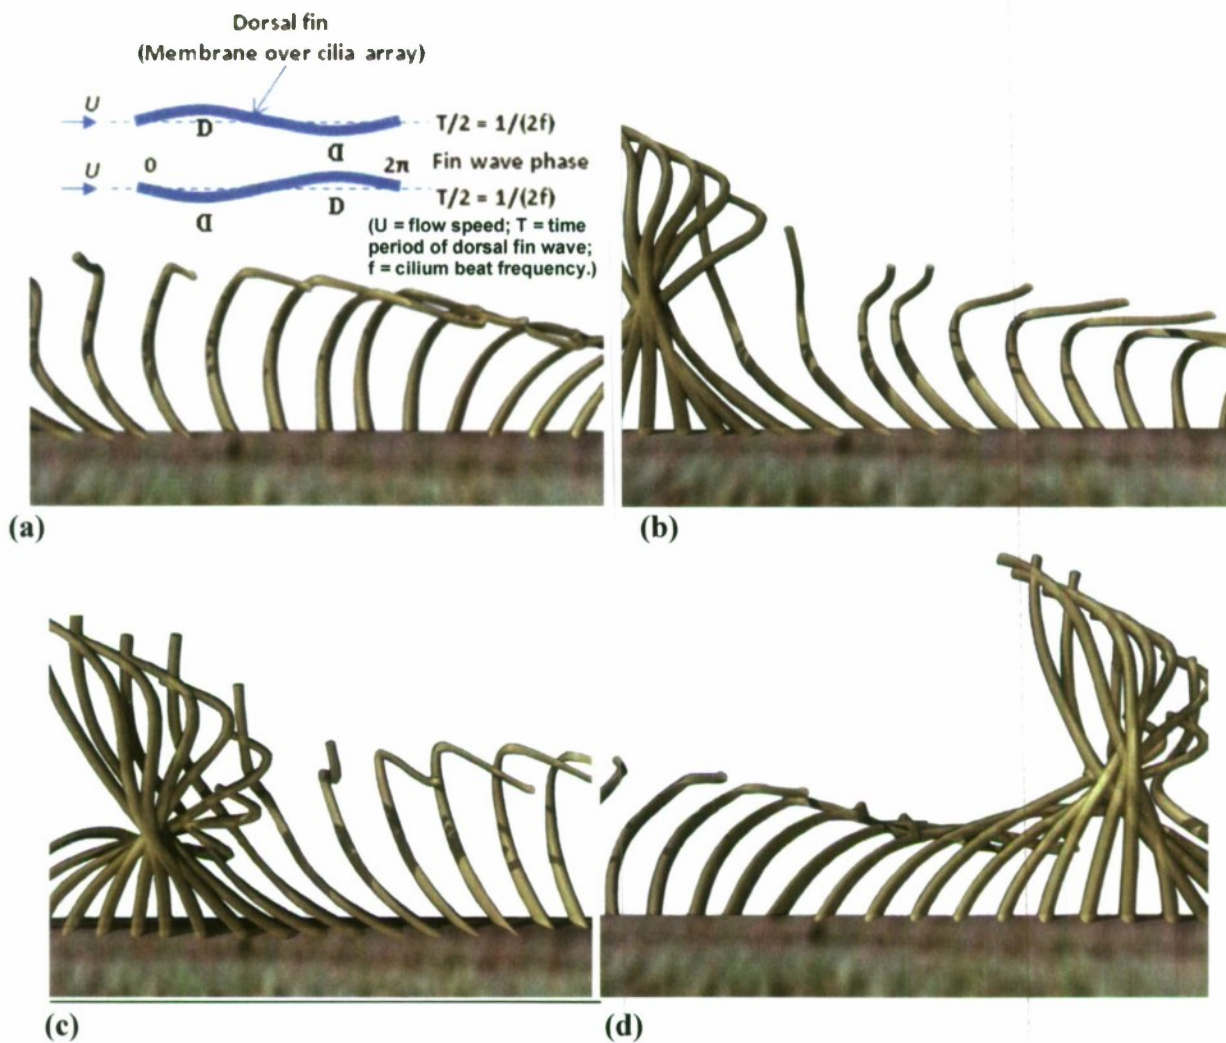 Dorsal fin
(Membrane over cilia array)
U
D
T/2 = 1/(2f)
D
U
0
2π
Fin wave phase
T/2 = 1/(2f)
D
D
(U = flow speed; T = time
period of dorsal fin wave;
f = cilium beat frequency.)
(a)
(b)
(c)
(d)